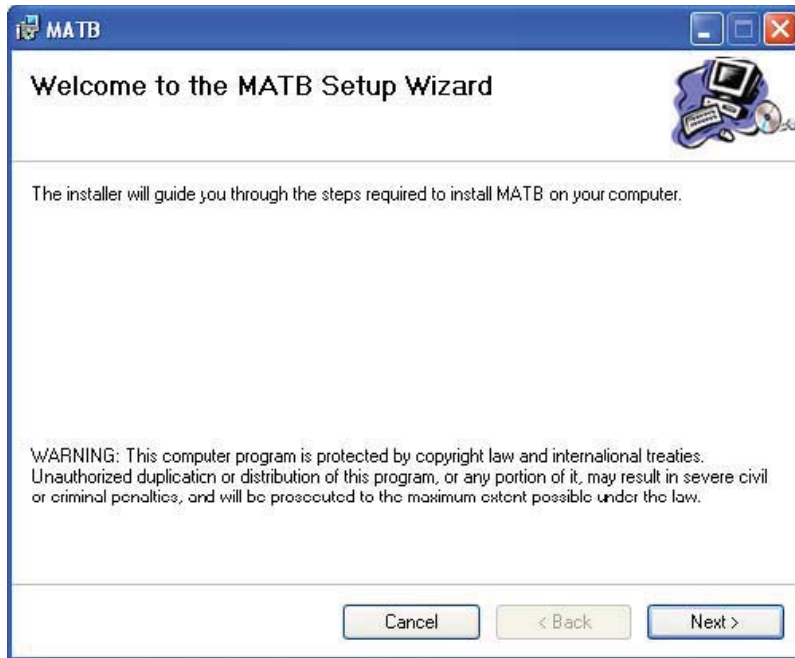 MATB
Welcome to the MATB Setup Wizard
The installer will guide you through the steps required to install MATB on your computer.
WARNING: This computer program is protected by copyright law and international treaties.
Unauthorized duplication or distribution of this program, or any portion of it, may result in severe civil
or criminal penalties, and will be prosecuted to the maximum extent possible under the law.
Cancel
< Back
Next >